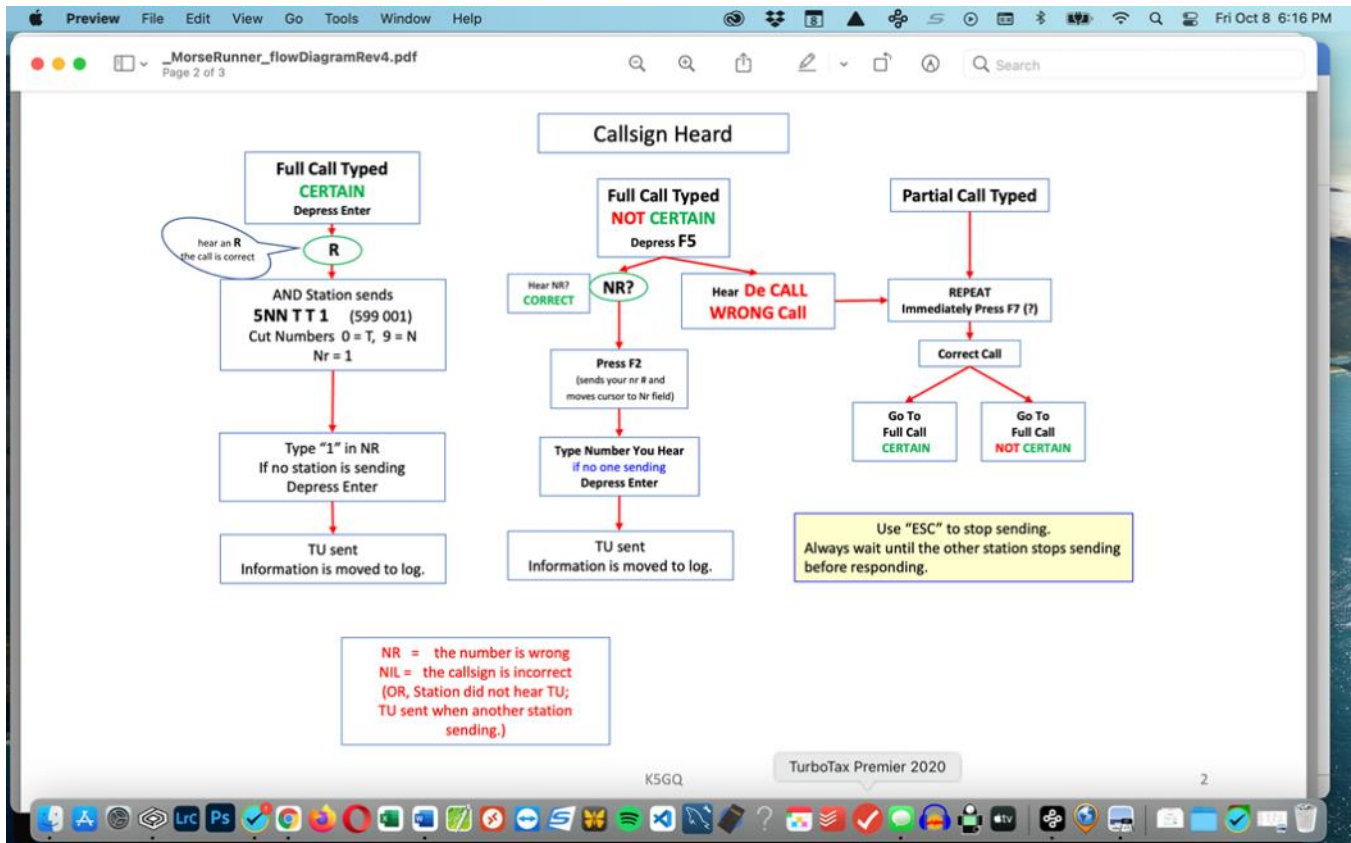 Preview File Edit View Go Tools Window Help
8
Fri Oct 8 6:16 PM
_MorseRunner_flowDiagramRev4.pdf
Page 2 of 3
Search
Callsign Heard
Full Call Typed
CERTAIN
Depress Enter
hear an R
the call is correct
R
AND Station sends
5NN T T 1 (599 001)
Cut Numbers 0 = T, 9 = N
Nr = 1
Type “1” in NR
If no station is sending
Depress Enter
TU sent
Information is moved to log.
Full Call Typed
NOT CERTAIN
Depress F5
Hear NR?
CORRECT
NR?
Hear De CALL
WRONG Call
Press F2
(sends your nr # and
moves cursor to Nr field)
Type Number You Hear
if no one sending
Depress Enter
TU sent
Information is moved to log.
Partial Call Typed
REPEAT
Immediately Press F7 (?)
Correct Call
Go To
Full Call
CERTAIN
Go To
Full Call
NOT CERTAIN
Use “ESC” to stop sending.
Always wait until the other station stops sending
before responding.
NR = the number is wrong
NIL = the callsign is incorrect
(OR, Station did not hear TU;
TU sent when another station
sending.)
K5GQ
2
TurboTax Premier 2020
LrC Ps
tv